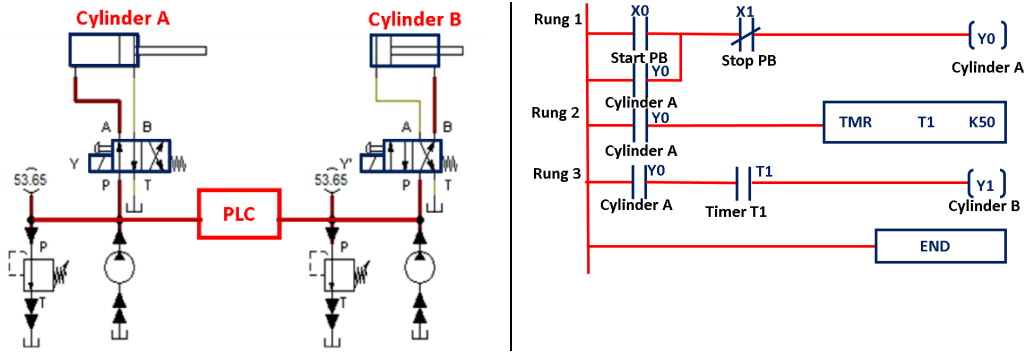 Cylinder A
Cylinder B
A B
A B
Y
Y'
P T
P T
53.65
53.65
PLC
P
P
T
T
Rung 1
X0
X1
Y0
Start PB
Stop PB
Cylinder A
Y0
Cylinder A
Rung 2
Y0
TMR T1 K50
Cylinder A
Rung 3
Y0
T1
Y1
Cylinder A
Timer T1
Cylinder B
END